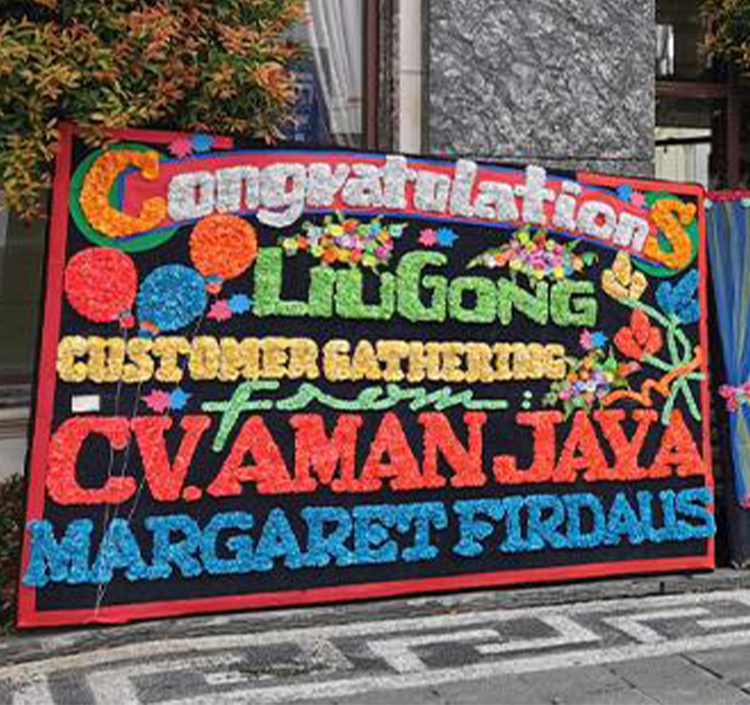 Congratulations
LiuGong
CUSTOMER GATHERING
from :
CV. AMAN JAYA
MARGARET FIRDAUS